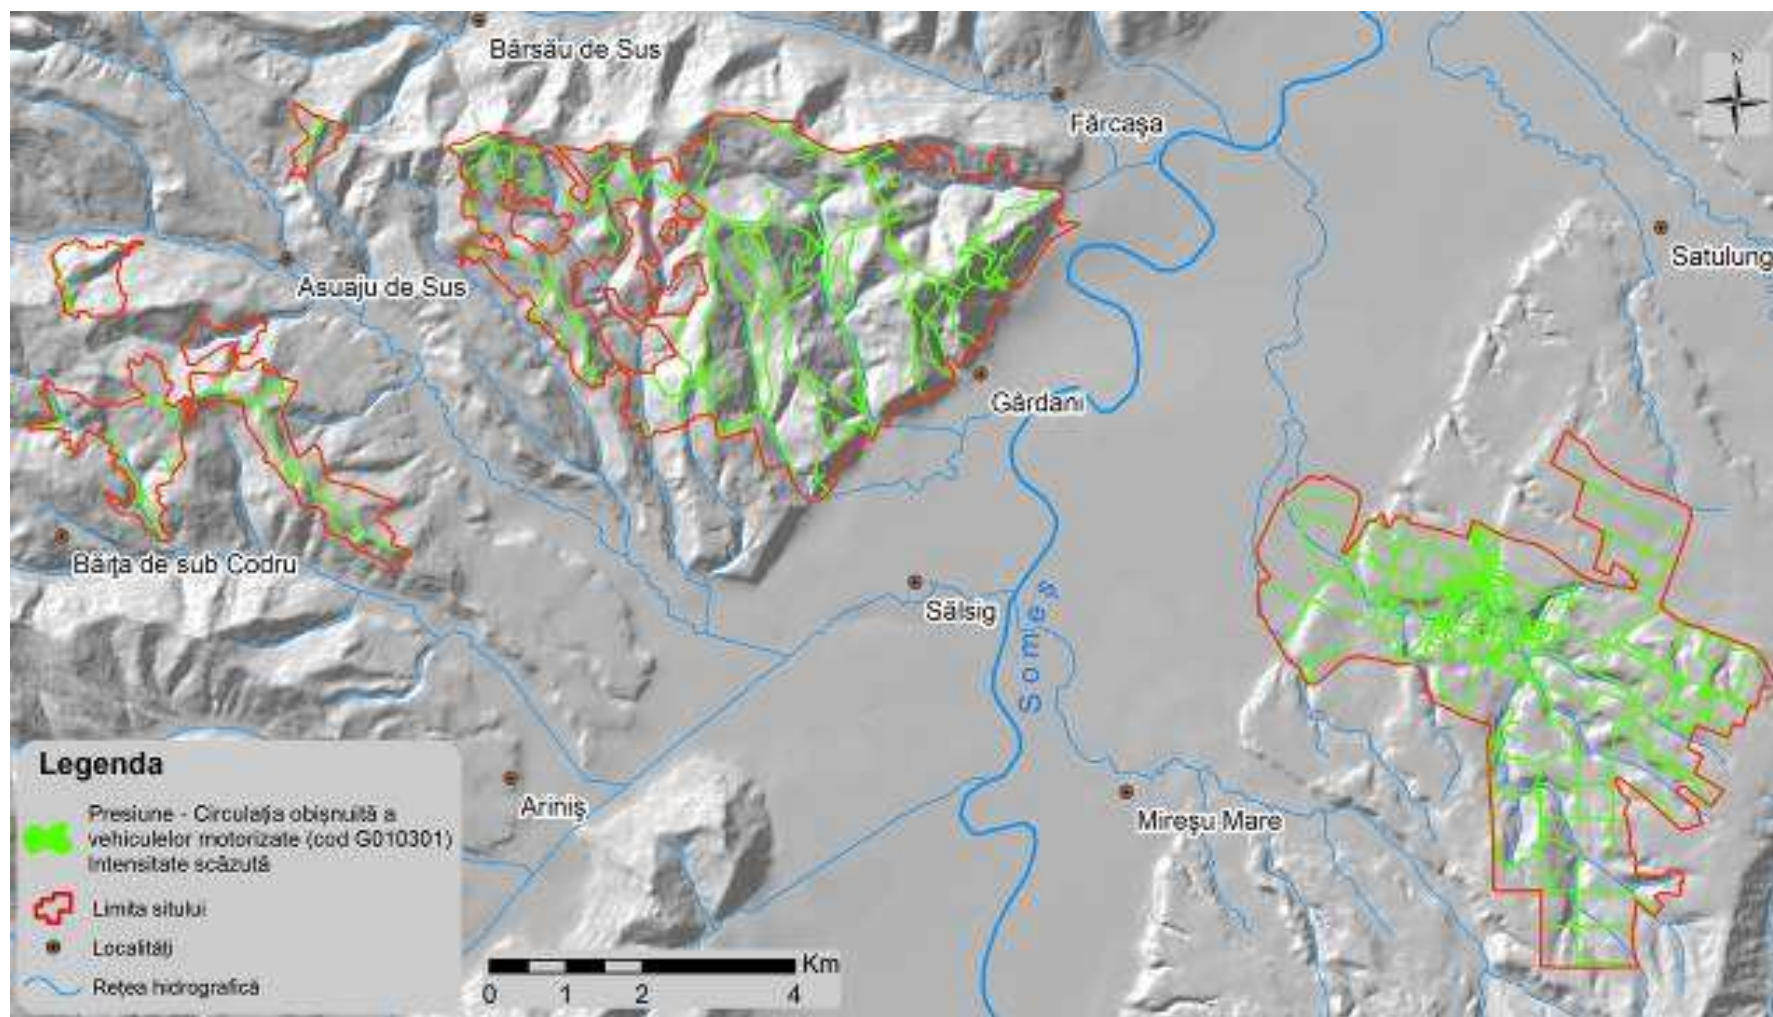 N
Bârsău de Sus
Fărcașa
Satulung
Asuaju de Sus
Gârdani
Băița de sub Codru
Sălsig
Someș
Ariniș
Mireșu Mare
Legenda
Presiune - Circulația obișnuită a
vehiculelor motorizate (cod G010301)
Intensitate scăzută
Limita sitului
Localități
Rețea hidrografică
Km
0 1 2 4